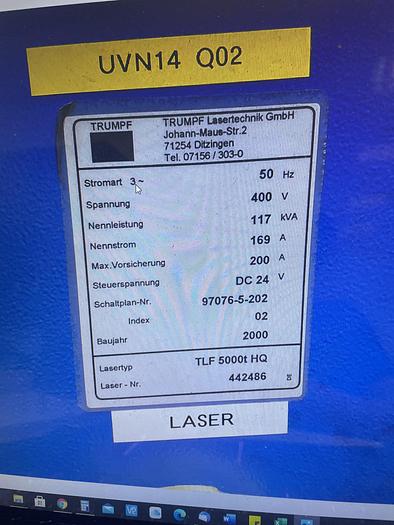 UVN14 Q02
TRUMPF
TRUMPF Lasertechnik GmbH
Johann-Maus-Str.2
71254 Ditzingen
Tel. 07156 / 303-0
Stromart 3~ 50 Hz
Spannung 400 V
Nennleistung 117 kVA
Nennstrom 169 A
Max.Vorsicherung 200 A
Steuerspannung DC 24 V
Schaltplan-Nr. 97076-5-202
Index 02
Baujahr 2000
Lasertyp TLF 5000t HQ
Laser - Nr. 442486
LASER